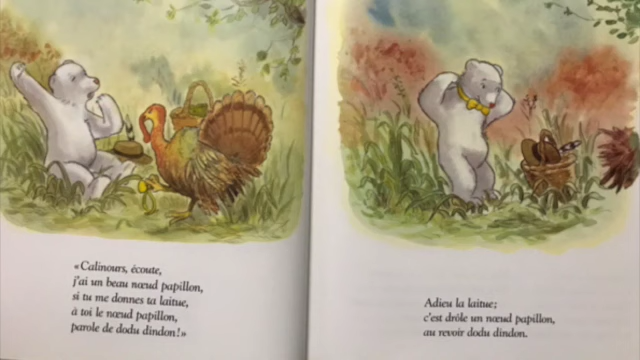 «Calinours, écoute,
j'ai un beau nœud papillon,
si tu me donnes ta laitue,
à toi le nœud papillon,
parole de dodu dindon!»
Adieu la laitue;
c'est drôle un nœud papillon,
au revoir dodu dindon.